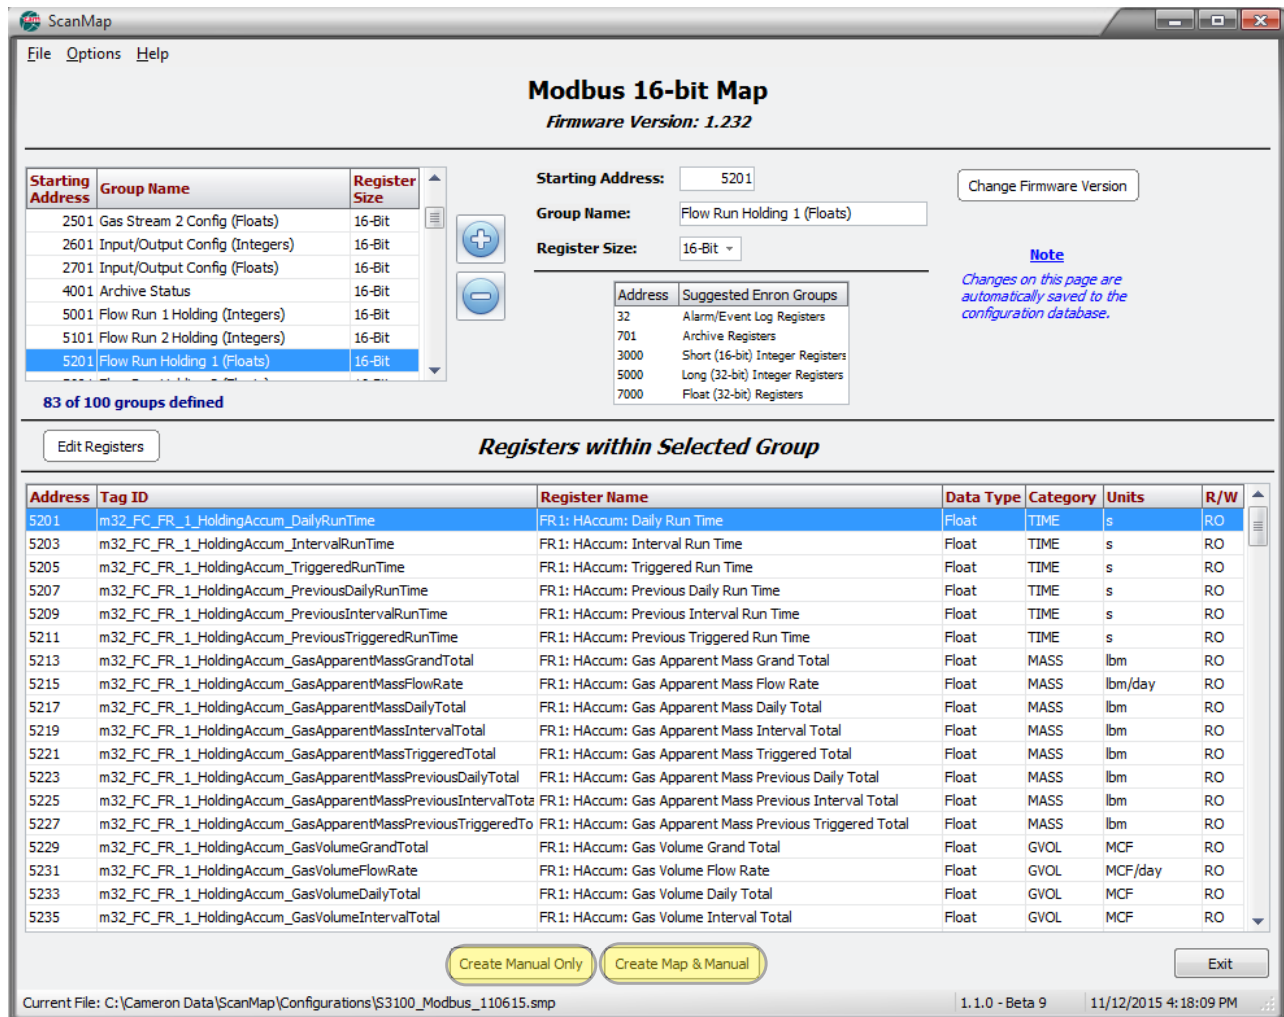 ScanMap
File Options Help
Modbus 16-bit Map
Firmware Version: 1.232
Starting Address Group Name Register Size
2501 Gas Stream 2 Config (Floats) 16-Bit
2601 Input/Output Config (Integers) 16-Bit
2701 Input/Output Config (Floats) 16-Bit
4001 Archive Status 16-Bit
5001 Flow Run 1 Holding (Integers) 16-Bit
5101 Flow Run 2 Holding (Integers) 16-Bit
5201 Flow Run Holding 1 (Floats) 16-Bit
83 of 100 groups defined
Starting Address: 5201
Group Name: Flow Run Holding 1 (Floats)
Register Size: 16-Bit
Address Suggested Enron Groups
32 Alarm/Event Log Registers
701 Archive Registers
3000 Short (16-bit) Integer Registers
5000 Long (32-bit) Integer Registers
7000 Float (32-bit) Registers
Change Firmware Version
Note
Changes on this page are
automatically saved to the
configuration database.
Edit Registers
Registers within Selected Group
Address Tag ID Register Name Data Type Category Units R/W
5201 m32_FC_FR_1_HoldingAccum_DailyRunTime FR1: HAccum: Daily Run Time Float TIME s RO
5203 m32_FC_FR_1_HoldingAccum_IntervalRunTime FR1: HAccum: Interval Run Time Float TIME s RO
5205 m32_FC_FR_1_HoldingAccum_TriggeredRunTime FR1: HAccum: Triggered Run Time Float TIME s RO
5207 m32_FC_FR_1_HoldingAccum_PreviousDailyRunTime FR1: HAccum: Previous Daily Run Time Float TIME s RO
5209 m32_FC_FR_1_HoldingAccum_PreviousIntervalRunTime FR1: HAccum: Previous Interval Run Time Float TIME s RO
5211 m32_FC_FR_1_HoldingAccum_PreviousTriggeredRunTime FR1: HAccum: Previous Triggered Run Time Float TIME s RO
5213 m32_FC_FR_1_HoldingAccum_GasApparentMassGrandTotal FR1: HAccum: Gas Apparent Mass Grand Total Float MASS lbm RO
5215 m32_FC_FR_1_HoldingAccum_GasApparentMassFlowRate FR1: HAccum: Gas Apparent Mass Flow Rate Float MASS lbm/day RO
5217 m32_FC_FR_1_HoldingAccum_GasApparentMassDailyTotal FR1: HAccum: Gas Apparent Mass Daily Total Float MASS lbm RO
5219 m32_FC_FR_1_HoldingAccum_GasApparentMassIntervalTotal FR1: HAccum: Gas Apparent Mass Interval Total Float MASS lbm RO
5221 m32_FC_FR_1_HoldingAccum_GasApparentMassTriggeredTotal FR1: HAccum: Gas Apparent Mass Triggered Total Float MASS lbm RO
5223 m32_FC_FR_1_HoldingAccum_GasApparentMassPreviousDailyTotal FR1: HAccum: Gas Apparent Mass Previous Daily Total Float MASS lbm RO
5225 m32_FC_FR_1_HoldingAccum_GasApparentMassPreviousIntervalTota FR1: HAccum: Gas Apparent Mass Previous Interval Total Float MASS lbm RO
5227 m32_FC_FR_1_HoldingAccum_GasApparentMassPreviousTriggeredTo FR1: HAccum: Gas Apparent Mass Previous Triggered Total Float MASS lbm RO
5229 m32_FC_FR_1_HoldingAccum_GasVolumeGrandTotal FR1: HAccum: Gas Volume Grand Total Float GVOL MCF RO
5231 m32_FC_FR_1_HoldingAccum_GasVolumeFlowRate FR1: HAccum: Gas Volume Flow Rate Float GVOL MCF/day RO
5233 m32_FC_FR_1_HoldingAccum_GasVolumeDailyTotal FR1: HAccum: Gas Volume Daily Total Float GVOL MCF RO
5235 m32_FC_FR_1_HoldingAccum_GasVolumeIntervalTotal FR1: HAccum: Gas Volume Interval Total Float GVOL MCF RO
Create Manual Only Create Map & Manual Exit
Current File: C:\Cameron Data\ScanMap\Configurations\S3100_Modbus_110615.smp 1.1.0 - Beta 9 11/12/2015 4:18:09 PM